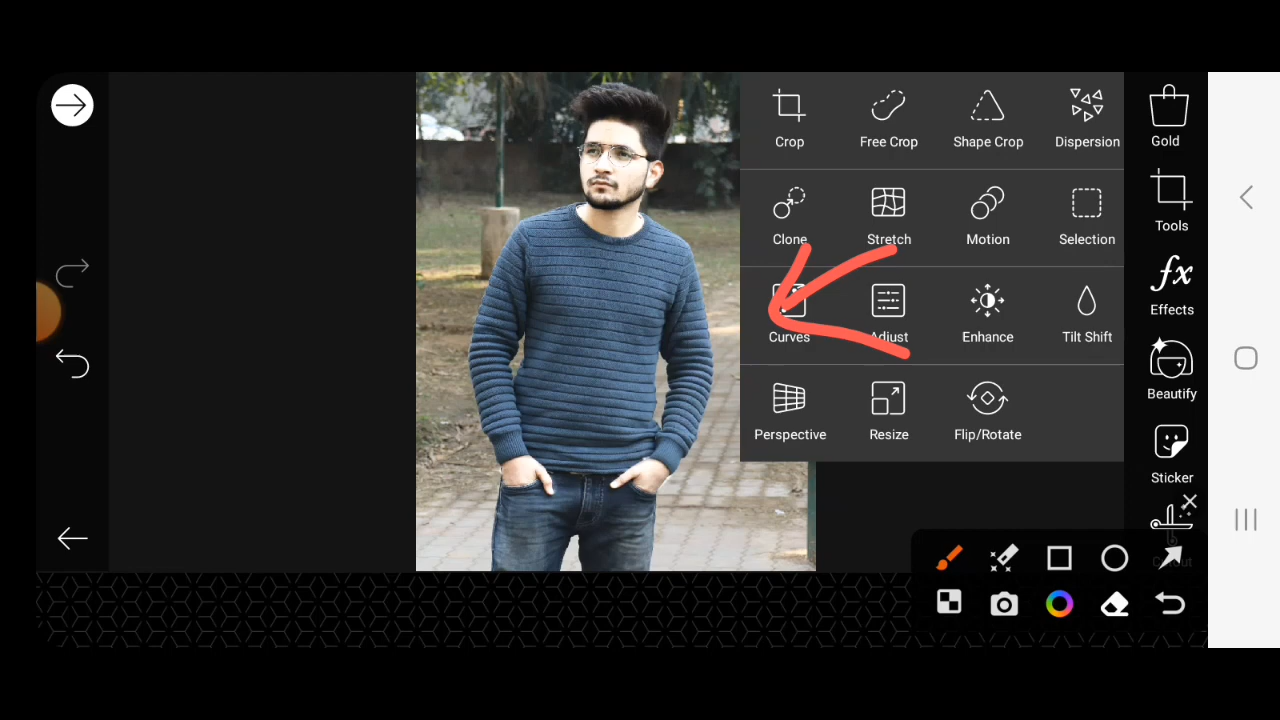 Crop Free Crop Shape Crop Dispersion
Gold
Clone Stretch Motion Selection
Tools
Effects
Curves Adjust Enhance Tilt Shift
Beautify
Perspective Resize Flip/Rotate
Sticker